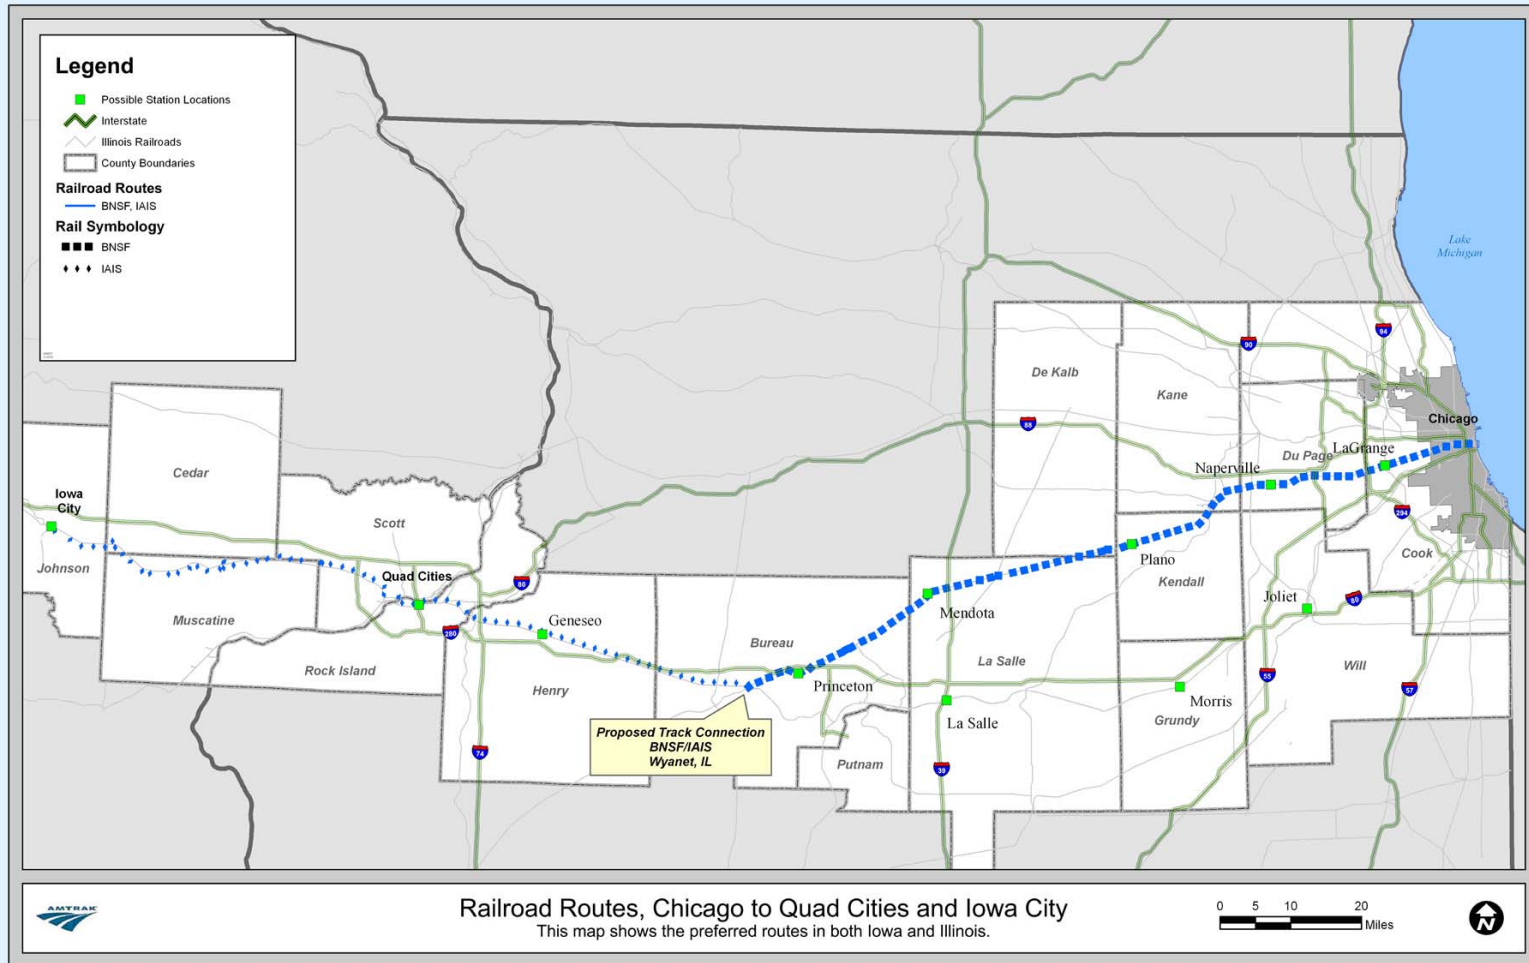 Legend
Possible Station Locations
Interstate
Illinois Railroads
County Boundaries
Railroad Routes
BNSF, IAIS
Rail Symbology
BNSF
IAIS
Lake
Michigan
94
90
De Kalb
Kane
88
Chicago
LaGrange
Du Page
Naperville
Cedar
Iowa
City
Scott
294
Cook
Johnson
Quad Cities
80
Plano
Kendall
Joliet
80
Mendota
Muscatine
Geneseo
280
Bureau
Rock Island
La Salle
Will
Henry
Princeton
55
57
Morris
La Salle
Grundy
Proposed Track Connection
BNSF/IAIS
Wyanet, IL
74
Putnam
39
AMTRAK
Railroad Routes, Chicago to Quad Cities and Iowa City
This map shows the preferred routes in both Iowa and Illinois.
0 5 10 20
Miles
N